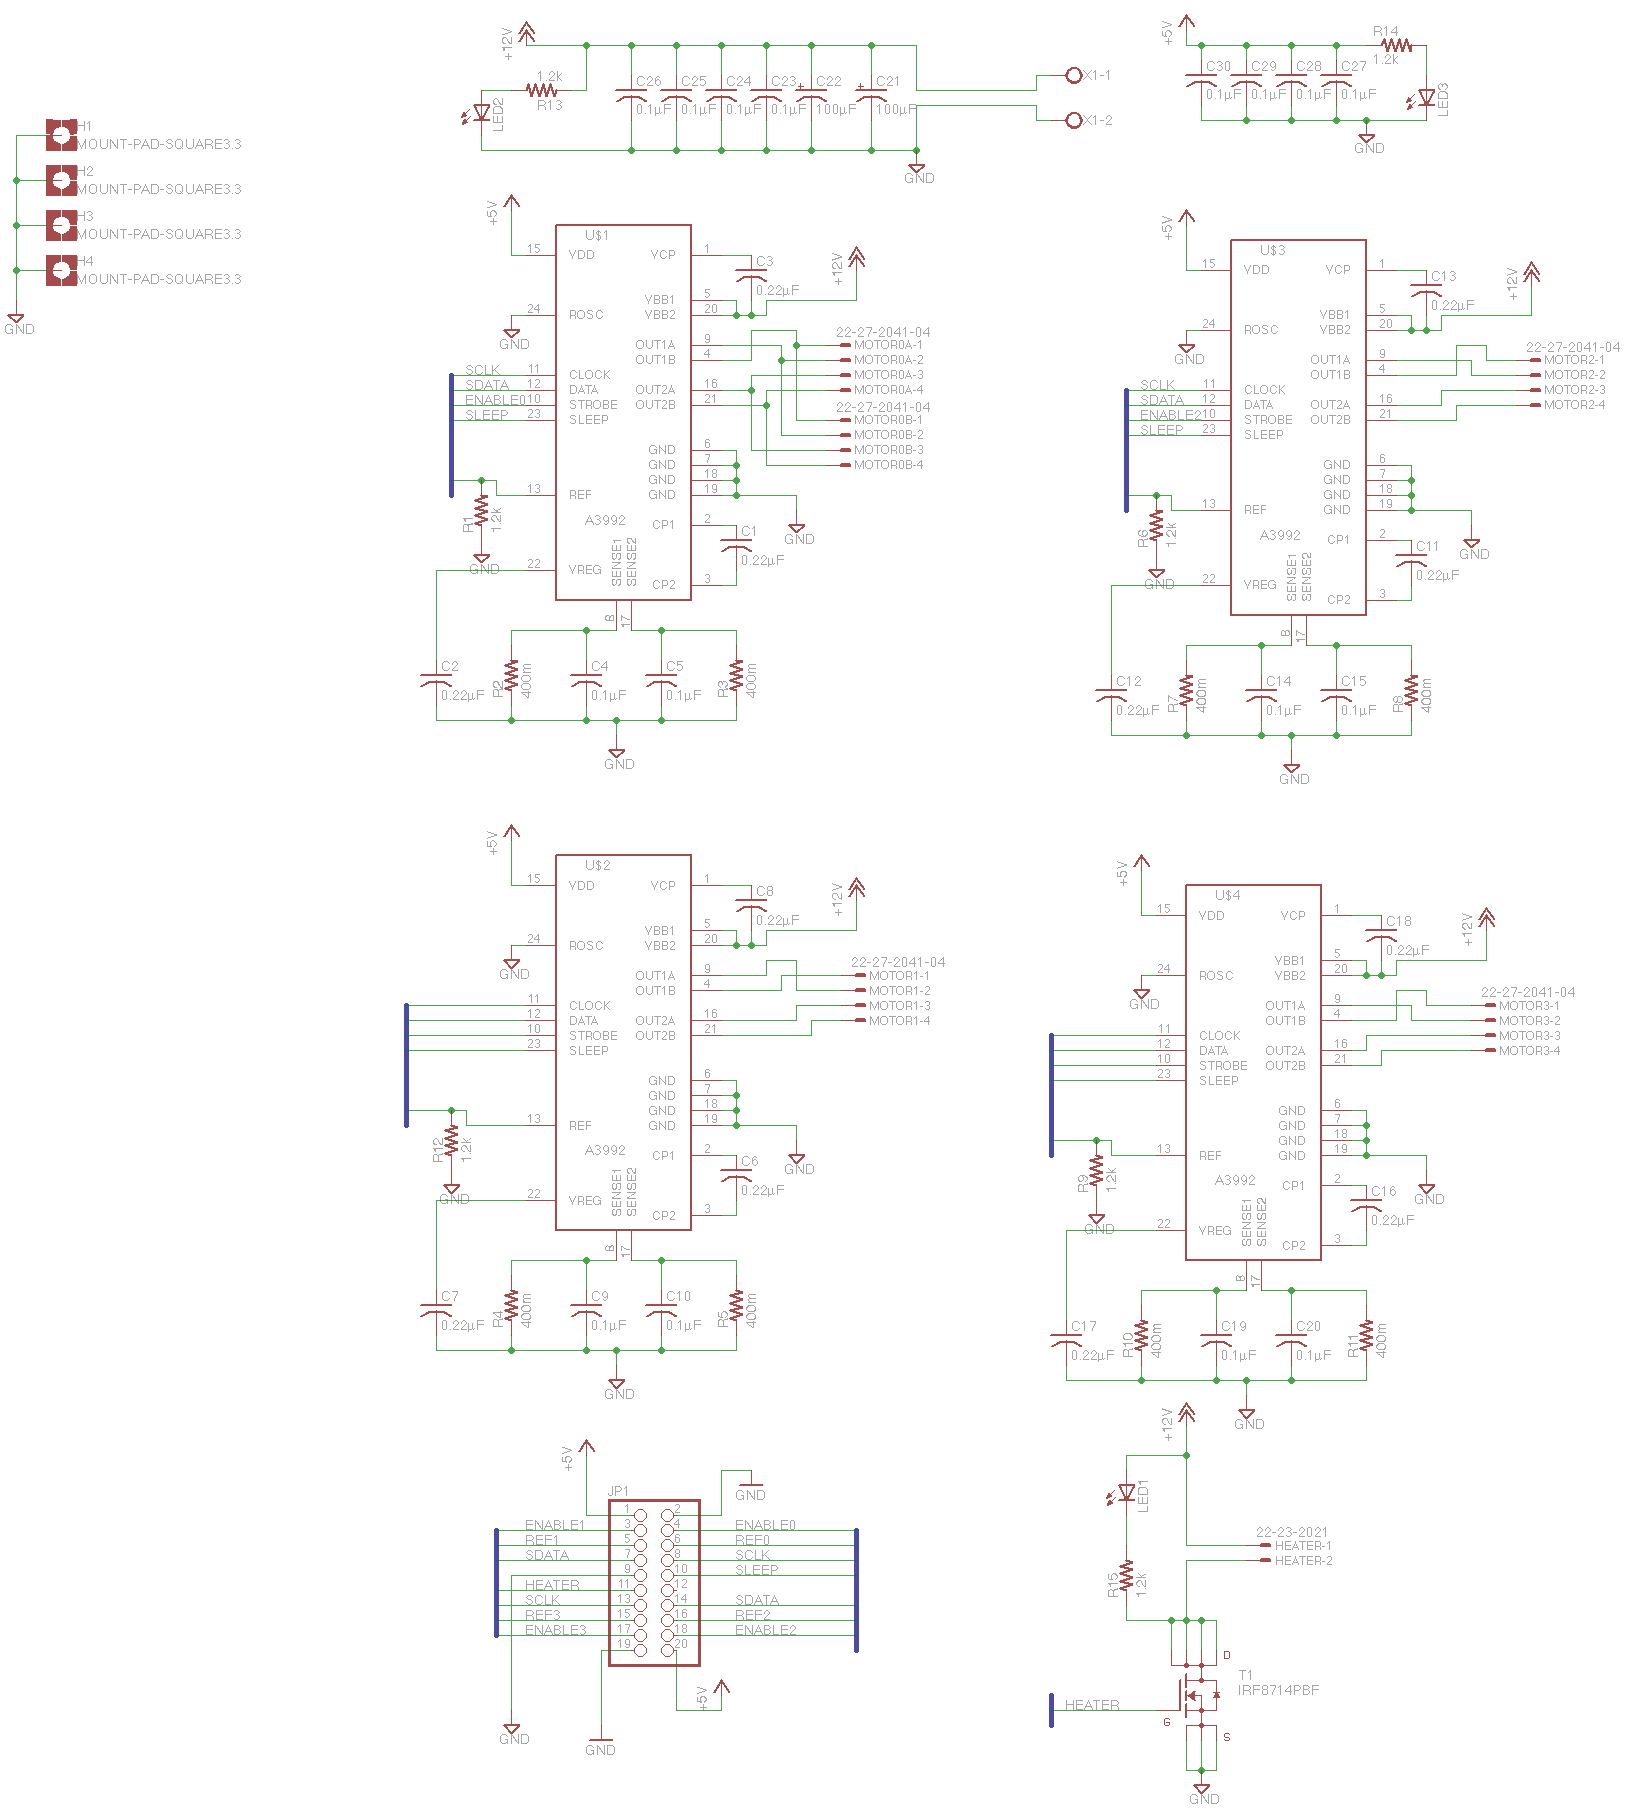 +12V
1.2k
R13
LED2
C26
0.1µF
C25
0.1µF
C24
0.1µF
C23
0.1µF
C22
100µF
C21
100µF
X1-1
X1-2
GND
+5V
C30
0.1µF
C29
0.1µF
C28
0.1µF
C27
0.1µF
R14
1.2k
LED3
GND
H1
MOUNT-PAD-SQUARE3.3
H2
MOUNT-PAD-SQUARE3.3
H3
MOUNT-PAD-SQUARE3.3
H4
MOUNT-PAD-SQUARE3.3
GND
+5V
U$1
15 VDD VCP 1
C3
0.22µF
+12V
VBB1 5
24 ROSC VBB2 20
GND
22-27-2041-04
OUT1A 9 MOTOR0A-1
OUT1B 4 MOTOR0A-2
SCLK 11 CLOCK MOTOR0A-3
SDATA 12 DATA OUT2A 16 MOTOR0A-4
ENABLE0 10 STROBE OUT2B 21 22-27-2041-04
SLEEP 23 SLEEP MOTOR0B-1
MOTOR0B-2
GND 6 MOTOR0B-3
GND 7 MOTOR0B-4
GND 18
13 REF GND 19
R1
1.2k
GND
A3992
CP1 2
C1
0.22µF
GND
22 VREG
SENSE1
SENSE2
CP2 3
8
17
C2
0.22µF
R2
400m
C4
0.1µF
C5
0.1µF
R3
400m
GND
+5V
U$3
15 VDD VCP 1
C13
0.22µF
+12V
VBB1 5
24 ROSC VBB2 20
GND
22-27-2041-04
OUT1A 9 MOTOR2-1
OUT1B 4 MOTOR2-2
SCLK 11 CLOCK MOTOR2-3
SDATA 12 DATA OUT2A 16 MOTOR2-4
ENABLE2 10 STROBE OUT2B 21
SLEEP 23 SLEEP
GND 6
GND 7
GND 18
13 REF GND 19
R6
1.2k
GND
A3992
CP1 2
C11
0.22µF
GND
22 VREG
SENSE1
SENSE2
CP2 3
8
17
C12
0.22µF
R7
400m
C14
0.1µF
C15
0.1µF
R8
400m
GND
+5V
U$2
15 VDD VCP 1
C8
0.22µF
+12V
VBB1 5
24 ROSC VBB2 20
GND
22-27-2041-04
OUT1A 9 MOTOR1-1
OUT1B 4 MOTOR1-2
11 CLOCK MOTOR1-3
12 DATA OUT2A 16 MOTOR1-4
10 STROBE OUT2B 21
23 SLEEP
GND 6
GND 7
GND 18
13 REF GND 19
R12
1.2k
GND
A3992
CP1 2
C6
0.22µF
GND
22 VREG
SENSE1
SENSE2
CP2 3
8
17
C7
0.22µF
R4
400m
C9
0.1µF
C10
0.1µF
R5
400m
GND
+5V
U$4
15 VDD VCP 1
C18
0.22µF
+12V
VBB1 5
24 ROSC VBB2 20
GND
22-27-2041-04
OUT1A 9 MOTOR3-1
OUT1B 4 MOTOR3-2
11 CLOCK MOTOR3-3
12 DATA OUT2A 16 MOTOR3-4
10 STROBE OUT2B 21
23 SLEEP
GND 6
GND 7
GND 18
13 REF GND 19
R9
1.2k
GND
A3992
CP1 2
C16
0.22µF
GND
22 VREG
SENSE1
SENSE2
CP2 3
8
17
C17
0.22µF
R10
400m
C19
0.1µF
C20
0.1µF
R11
400m
GND
+5V
JP1
GND
1 2
ENABLE1 3 4 ENABLE0
REF1 5 6 REF0
SDATA 7 8 SCLK
9 10 SLEEP
HEATER 11 12
SCLK 13 14 SDATA
REF3 15 16 REF2
ENABLE3 17 18 ENABLE2
19 20
+5V
GND
GND
+12V
LED1
22-23-2021
HEATER-1
HEATER-2
R15
1.2k
D
T1
IRF8714PBF
HEATER
G
S
GND